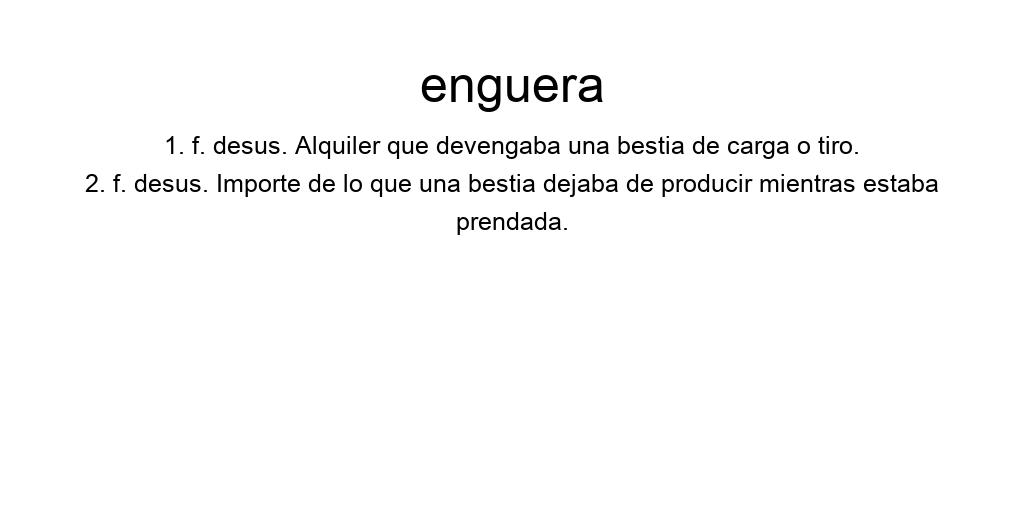 enguera
1. f. desus. Alquiler que devengaba una bestia de carga o tiro.
2. f. desus. Importe de lo que una bestia dejaba de producir mientras estaba
prendada.